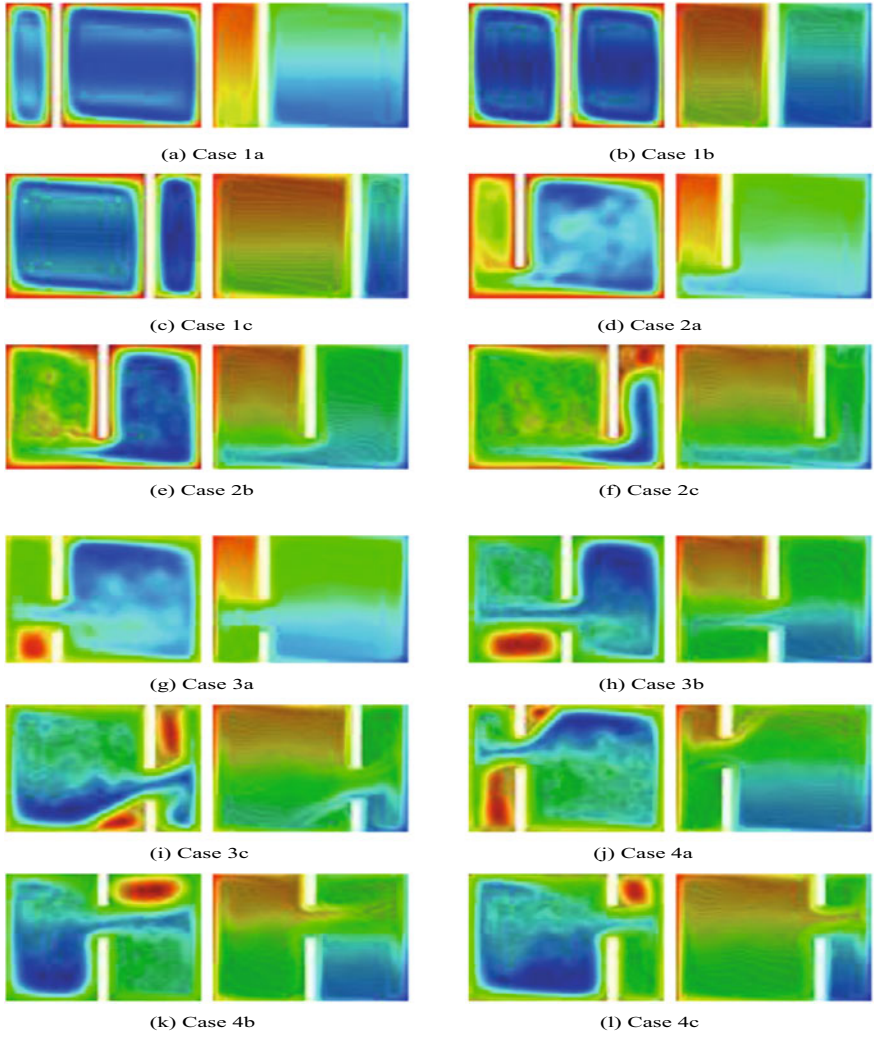 (a) Case 1a
(b) Case 1b
(c) Case 1c
(d) Case 2a
(e) Case 2b
(f) Case 2c
(g) Case 3a
(h) Case 3b
(i) Case 3c
(j) Case 4a
(k) Case 4b
(l) Case 4c